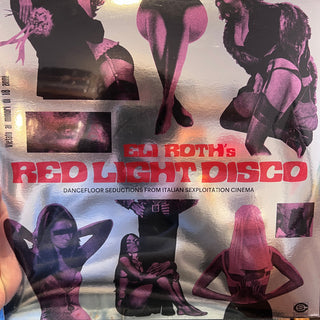 ELI ROTH's
RED LIGHT DISCO
DANCEFLOOR SEDUCTIONS FROM ITALIAN SEXPLOITATION CINEMA